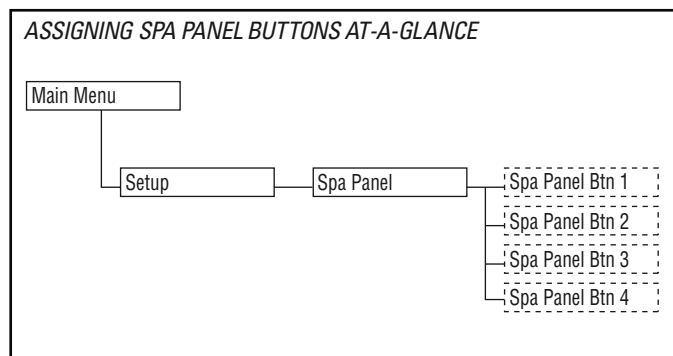 ASSIGNING SPA PANEL BUTTONS AT-A-GLANCE
Main Menu
Setup
Spa Panel
Spa Panel Btn 1
Spa Panel Btn 2
Spa Panel Btn 3
Spa Panel Btn 4